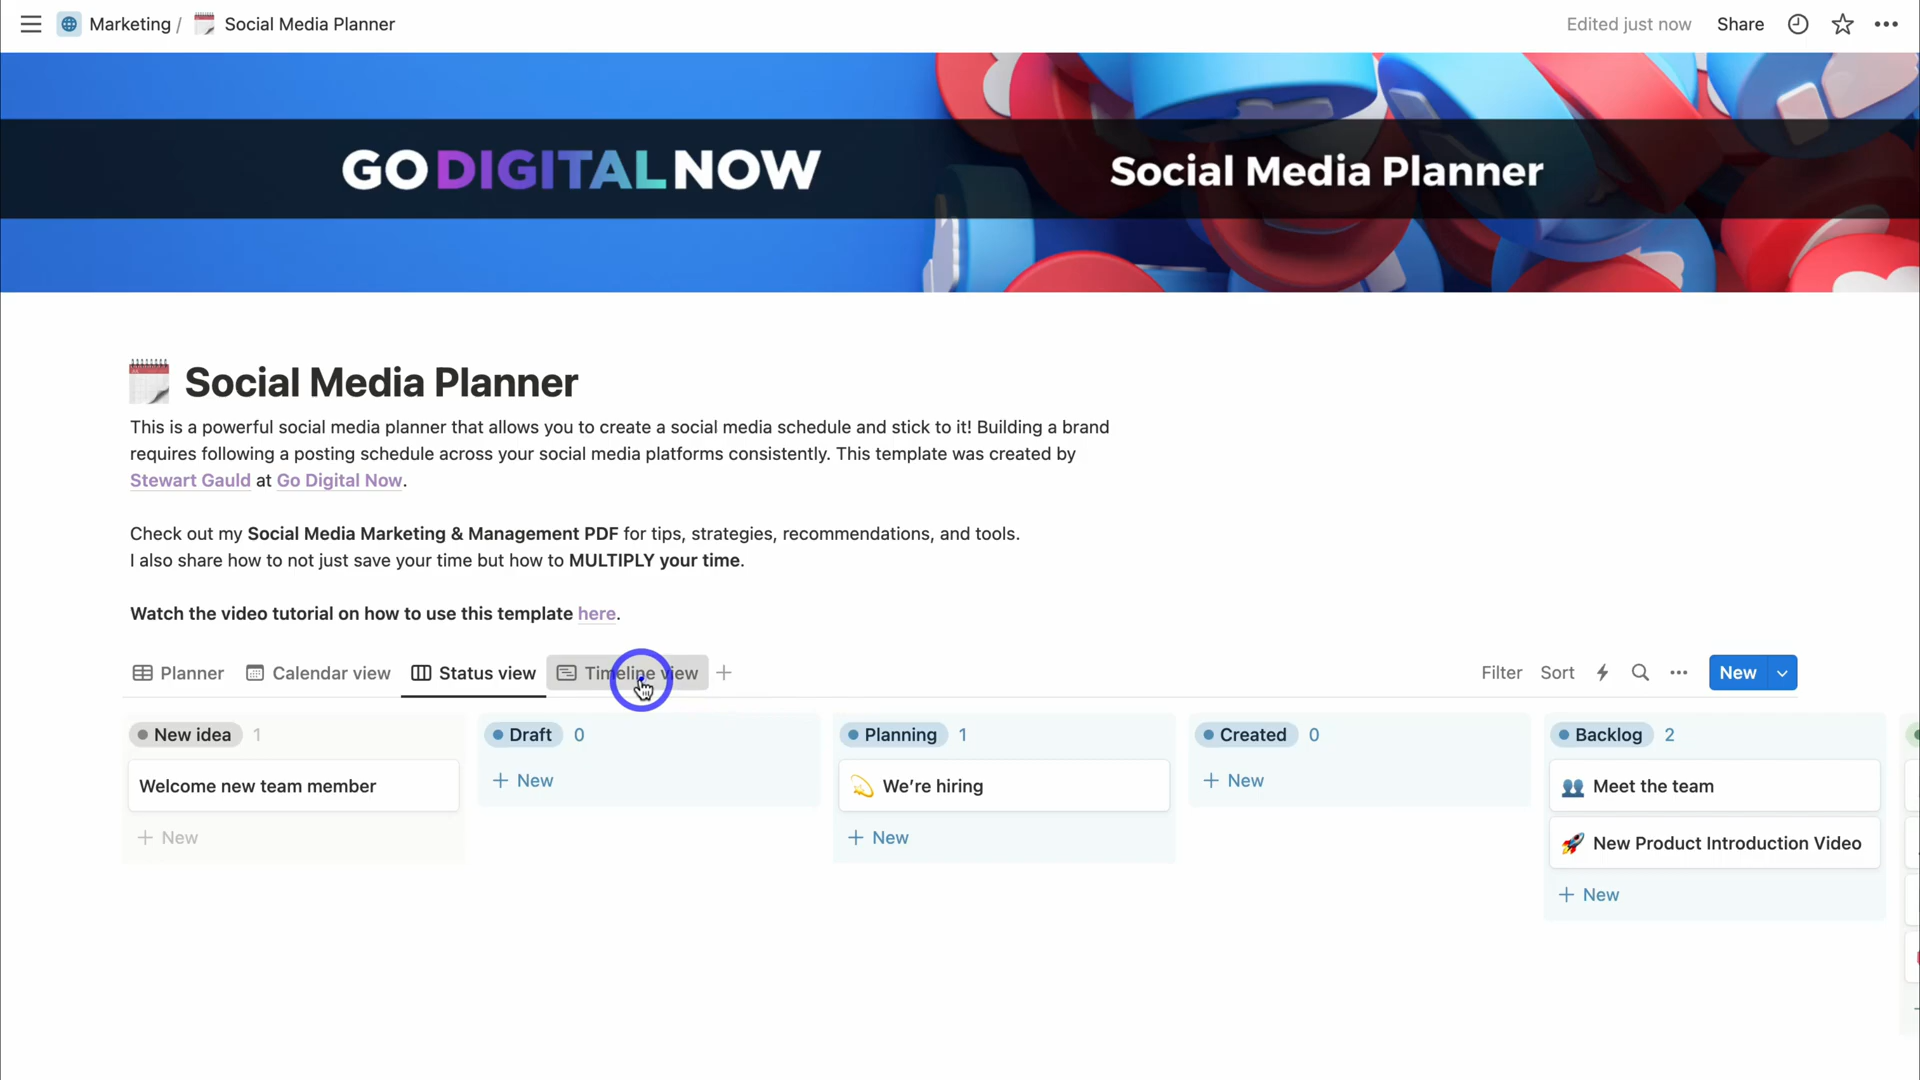 Marketing / Social Media Planner
Edited just now
Share
GO DIGITAL NOW
Social Media Planner
Social Media Planner
This is a powerful social media planner that allows you to create a social media schedule and stick to it! Building a brand
requires following a posting schedule across your social media platforms consistently. This template was created by
Stewart Gauld at Go Digital Now.
Check out my Social Media Marketing & Management PDF for tips, strategies, recommendations, and tools.
I also share how to not just save your time but how to MULTIPLY your time.
Watch the video tutorial on how to use this template here.
Planner
Calendar view
Status view
Timeline view
Filter
Sort
New
New idea 1
Draft 0
Planning 1
Created 0
Backlog 2
Welcome new team member
+ New
+ New
We’re hiring
+ New
+ New
Meet the team
New Product Introduction Video
+ New